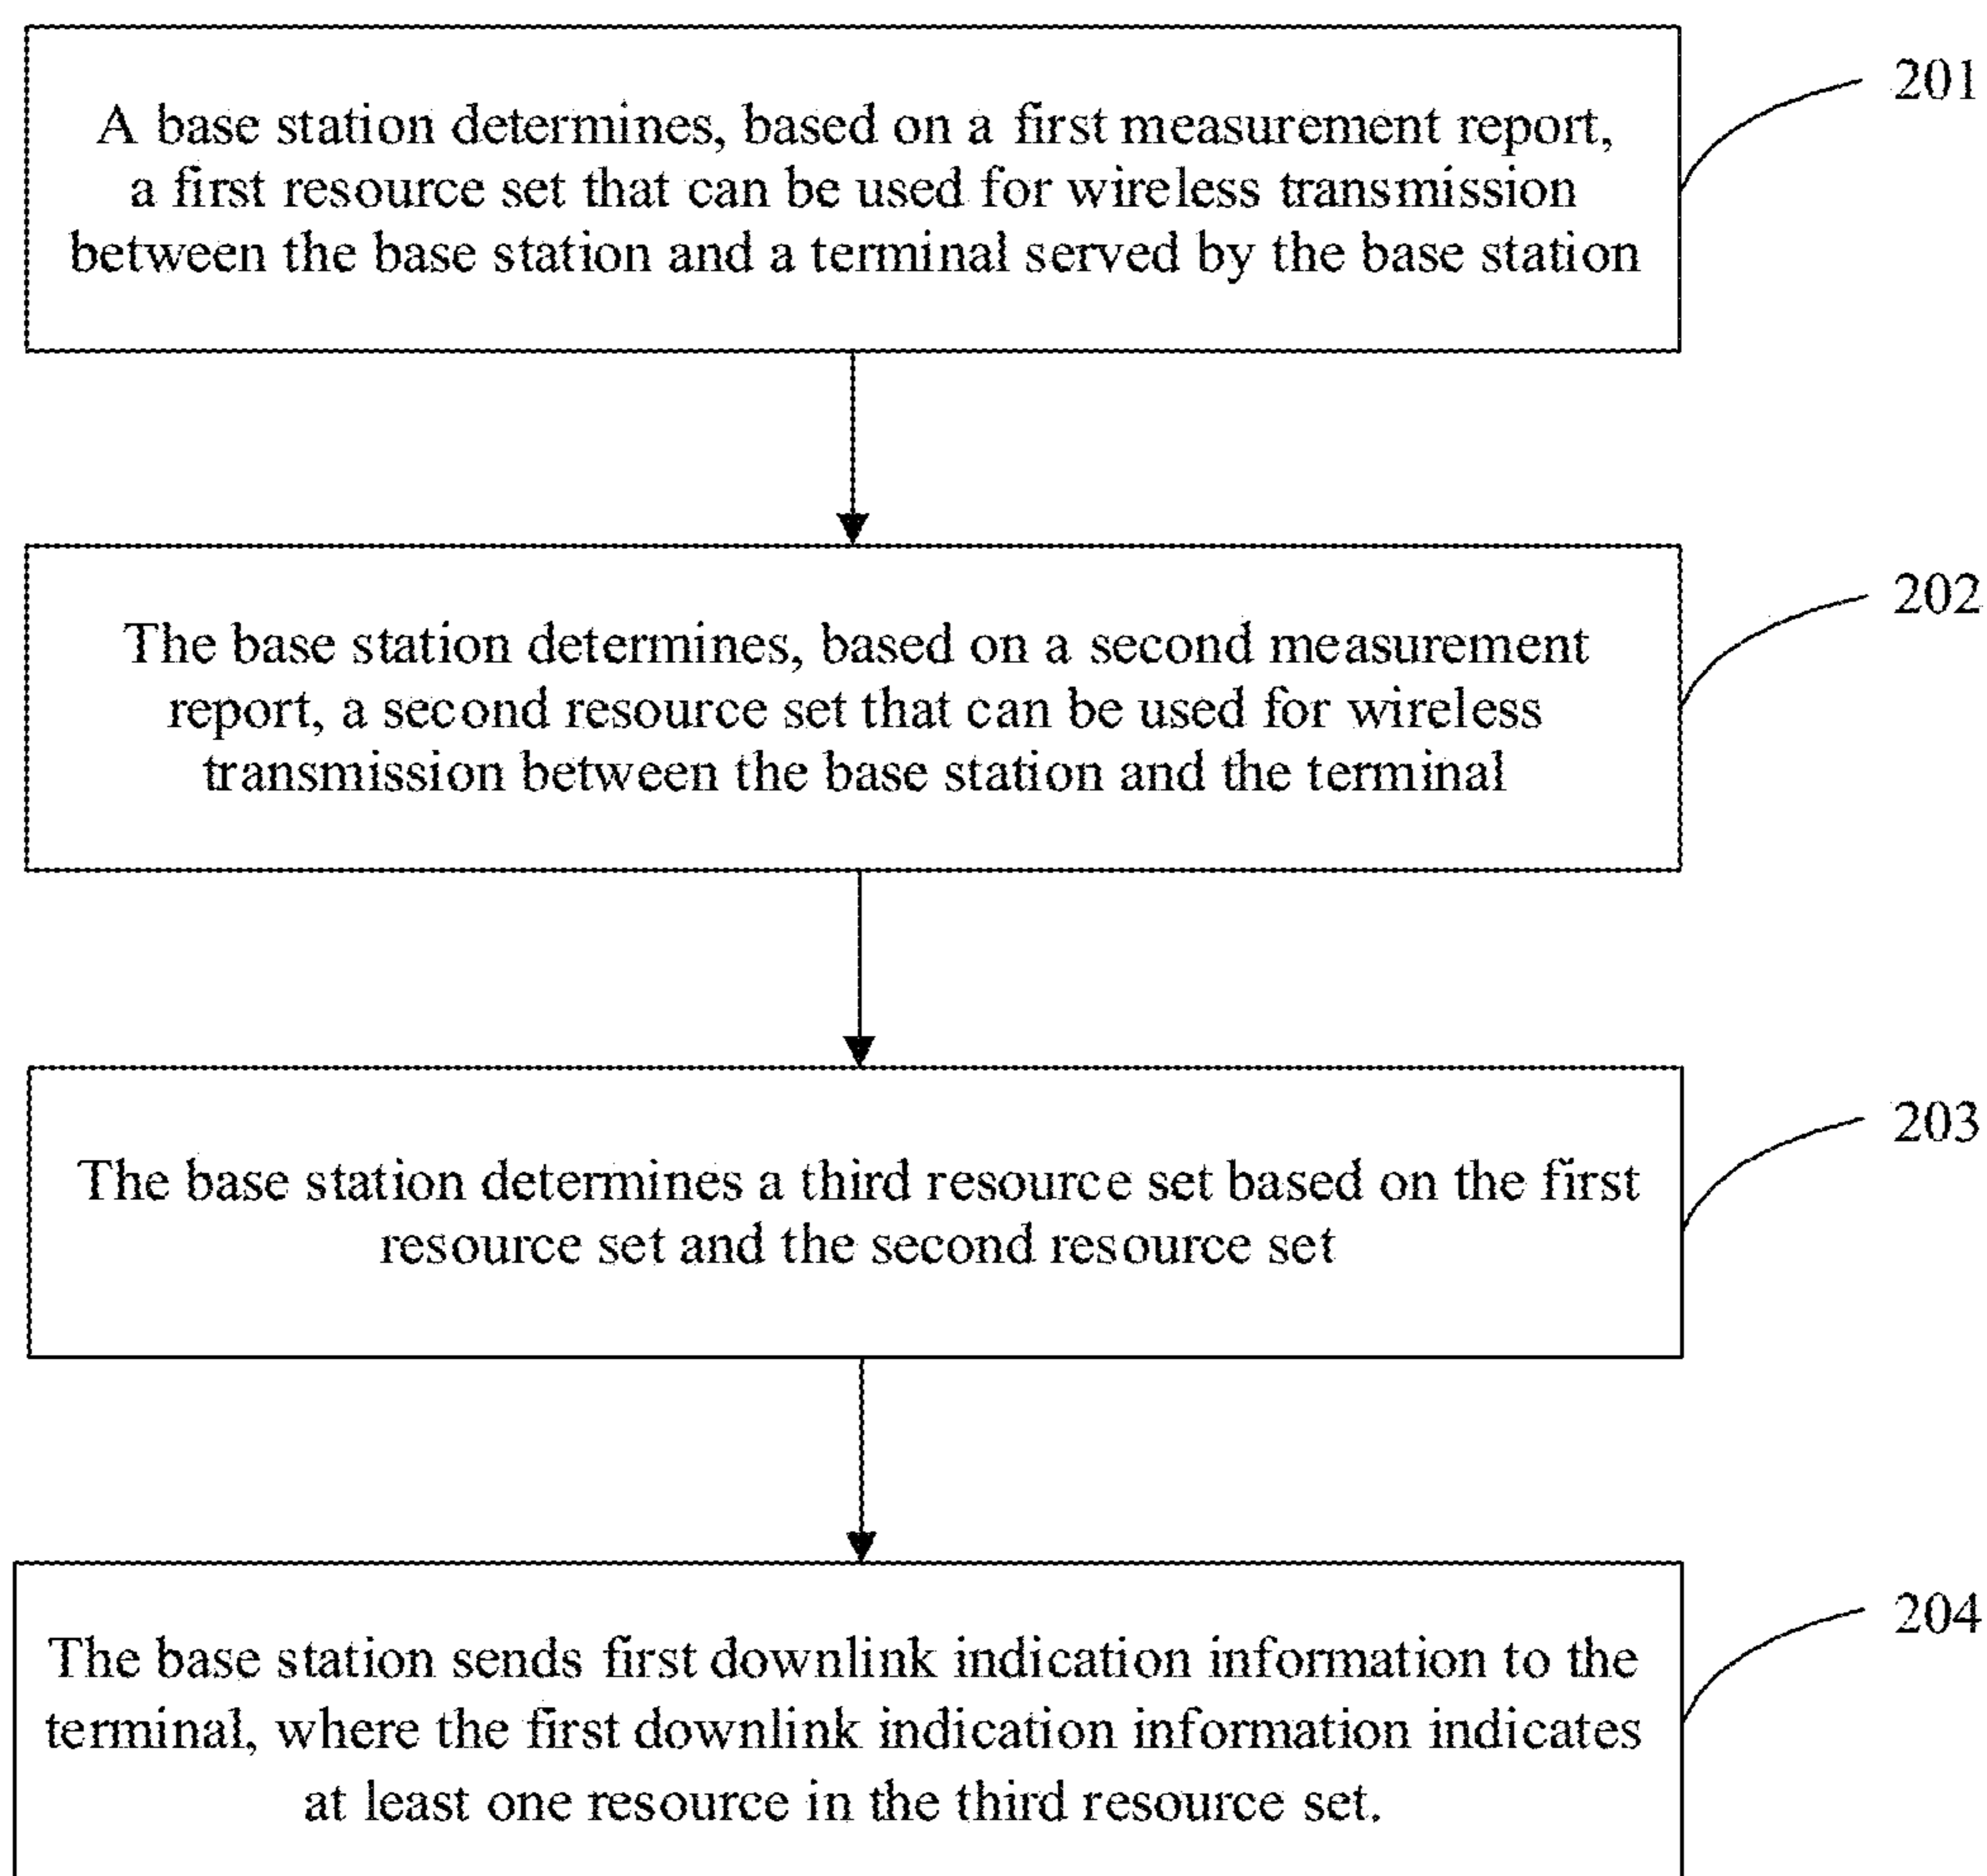 A base station determines, based on a first measurement report,
a first resource set that can be used for wireless transmission
between the base station and a terminal served by the base station
201
The base station determines, based on a second measurement
report, a second resource set that can be used for wireless
transmission between the base station and the terminal
202
The base station determines a third resource set based on the first
resource set and the second resource set
203
The base station sends first downlink indication information to the
terminal, where the first downlink indication information indicates
at least one resource in the third resource set.
204